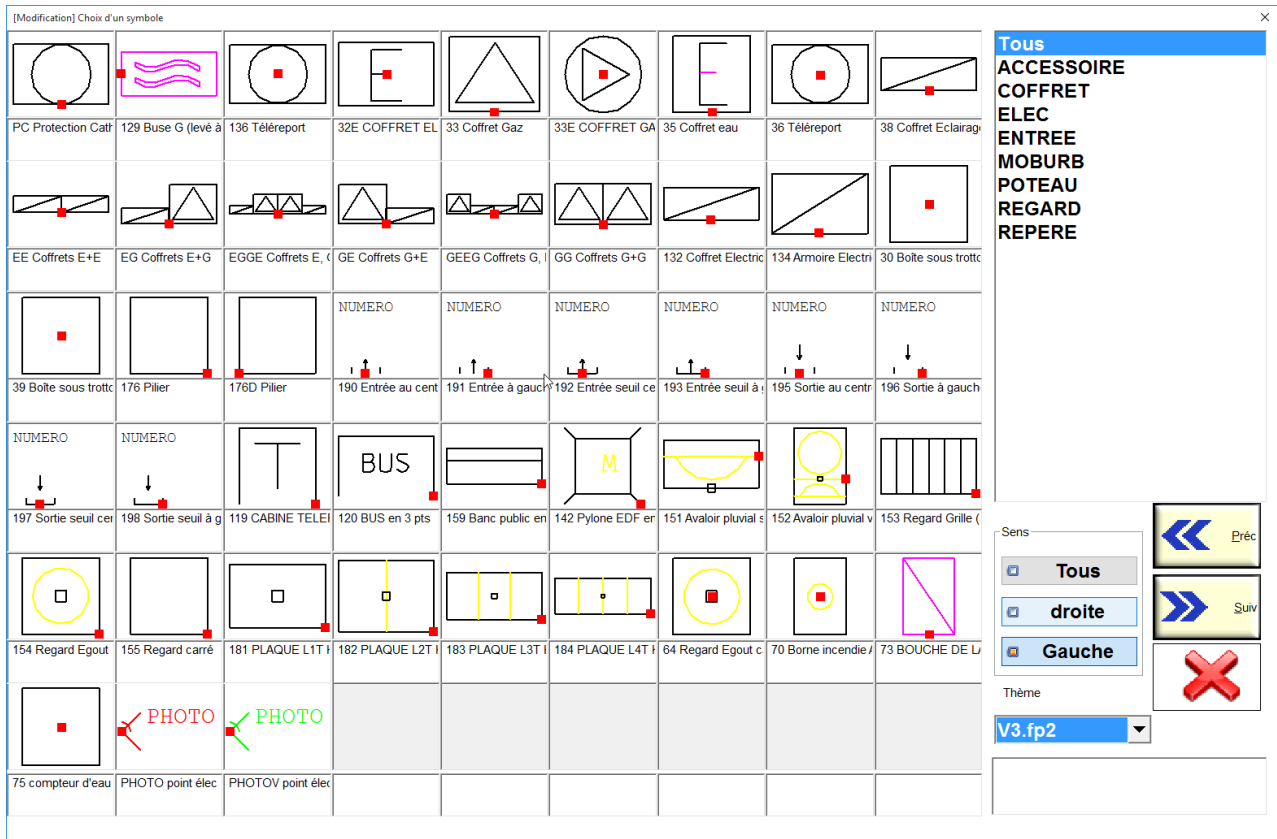 [Modification] Choix d'un symbole
PC Protection Cath
129 Buse G (levé à
136 Téléreport
32E COFFRET EL
33 Coffret Gaz
33E COFFRET GA
35 Coffret eau
36 Téléreport
38 Coffret Eclairag
EE Coffrets E+E
EG Coffrets E+G
EGGE Coffrets E, 
GE Coffrets G+E
GEEG Coffrets G, 
GG Coffrets G+G
132 Coffret Electric
134 Armoire Electri
30 Boîte sous trotto
NUMERO
NUMERO
NUMERO
NUMERO
NUMERO
NUMERO
39 Boîte sous trotto
176 Pilier
176D Pilier
190 Entrée au cent
191 Entrée à gauch
192 Entrée seuil ce
193 Entrée seuil à g
195 Sortie au centr
196 Sortie à gauch
NUMERO
NUMERO
T
BUS
M
197 Sortie seuil cen
198 Sortie seuil à g
119 CABINE TELE
120 BUS en 3 pts
159 Banc public en
142 Pylone EDF en
151 Avaloir pluvial s
152 Avaloir pluvial v
153 Regard Grille (
154 Regard Egout
155 Regard carré
181 PLAQUE L1T
182 PLAQUE L2T
183 PLAQUE L3T
184 PLAQUE L4T
64 Regard Egout c
70 Borne incendie
73 BOUCHE DE LA
PHOTO
PHOTO
75 compteur d'eau
PHOTO point élec
PHOTOV point élec
Tous
ACCESSOIRE
COFFRET
ELEC
ENTREE
MOBURB
POTEAU
REGARD
REPERE
Sens
Tous
droite
Gauche
Préc
Suiv
Thème
V3.fp2